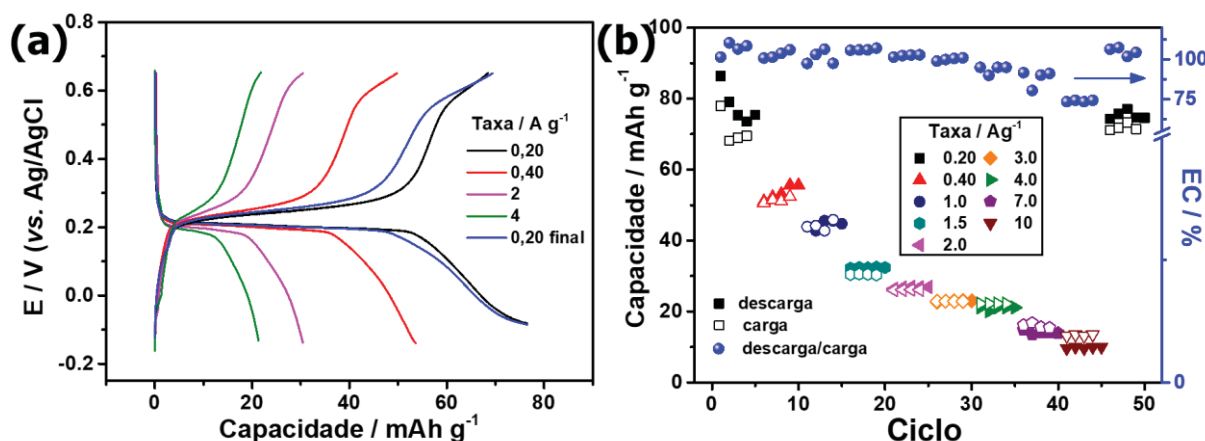 (a)
0.8
0.6
0.4
0.2
0.0
-0.2
E / V (vs. Ag/AgCl
0
20
40
60
80
Capacidade / mAh g⁻¹
Taxa / A g⁻¹
0,20
0,40
2
4
0,20 final
(b)
100
80
60
40
20
0
Capacidade / mAh g⁻¹
0
10
20
30
40
50
Ciclo
100
75
0
EC / %
Taxa / Ag⁻¹
0.20 3.0
0.40 4.0
1.0 7.0
1.5 10
2.0
descarga
carga
descarga/carga